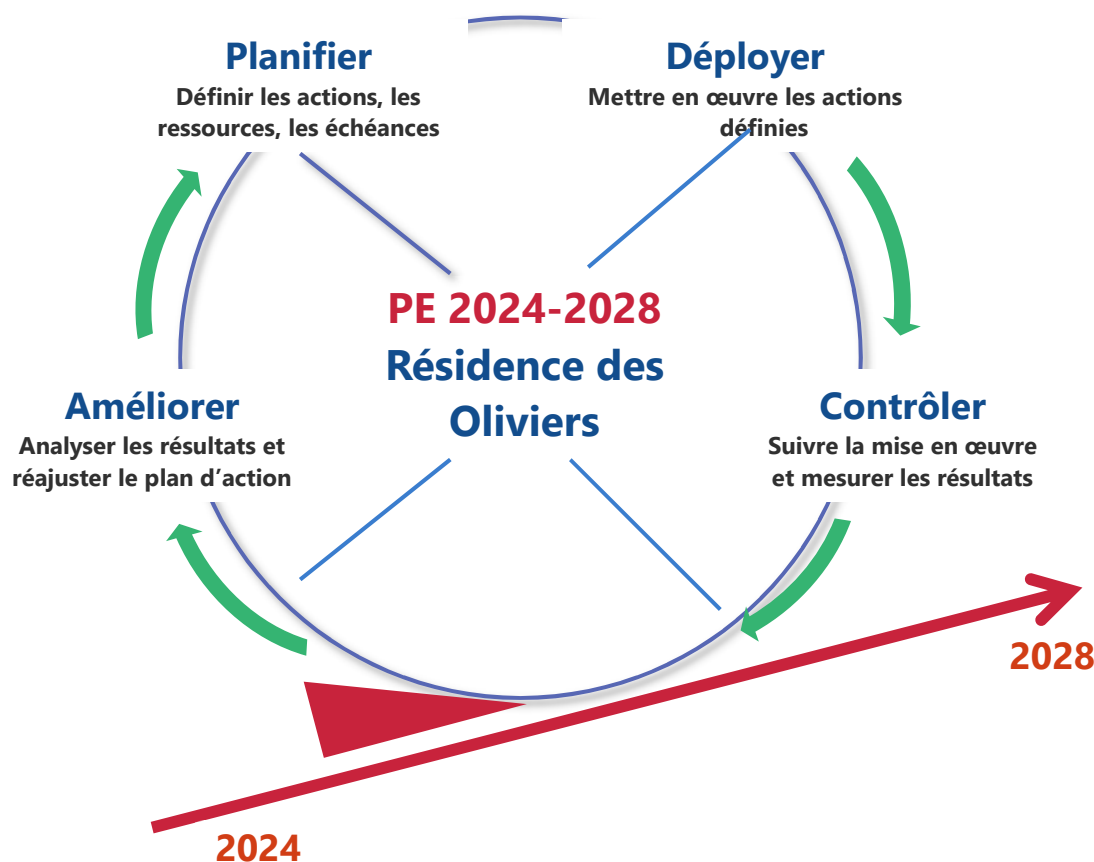 Planifier
Définir les actions, les
ressources, les échéances
Déployer
Mettre en œuvre les actions
définies
PE 2024-2028
Résidence des
Oliviers
Améliorer
Analyser les résultats et
réajuster le plan d’action
Contrôler
Suivre la mise en œuvre
et mesurer les résultats
2028
2024